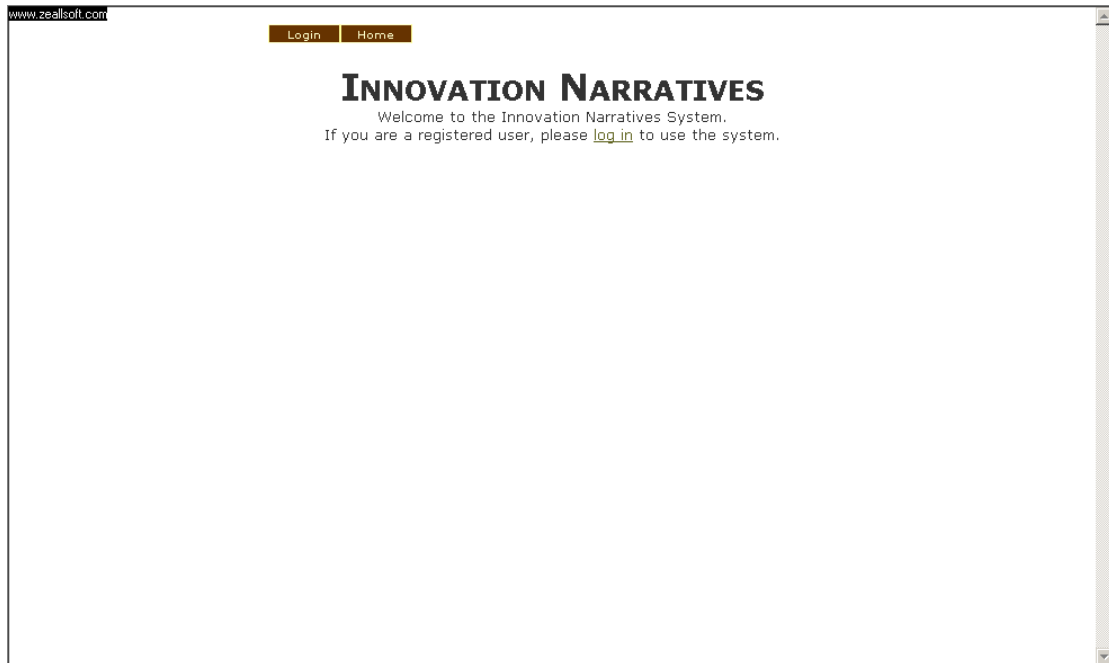 www.zeallsoft.com
Login Home
INNOVATION NARRATIVES
Welcome to the Innovation Narratives System.
If you are a registered user, please log in to use the system.